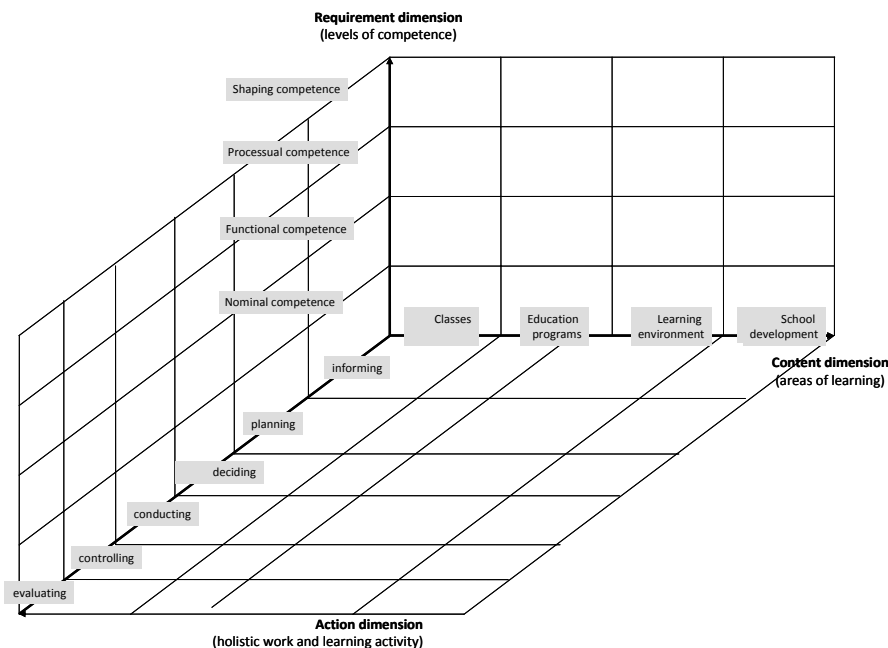 Requirement dimension
(levels of competence)
Shaping competence
Processual competence
Functional competence
Nominal competence
Classes
Education
programs
Learning
environment
School
development
Content dimension
(areas of learning)
informing
planning
deciding
conducting
controlling
evaluating
Action dimension
(holistic work and learning activity)